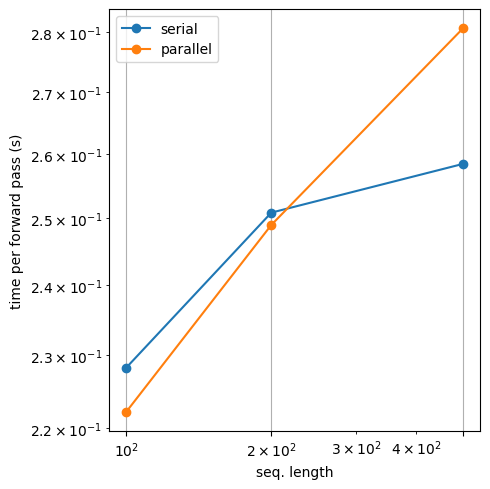 serial
parallel
2.8 × 10⁻¹
2.7 × 10⁻¹
2.6 × 10⁻¹
2.5 × 10⁻¹
2.4 × 10⁻¹
2.3 × 10⁻¹
2.2 × 10⁻¹
time per forward pass (s)
10² 2 × 10² 3 × 10² 4 × 10²
seq. length